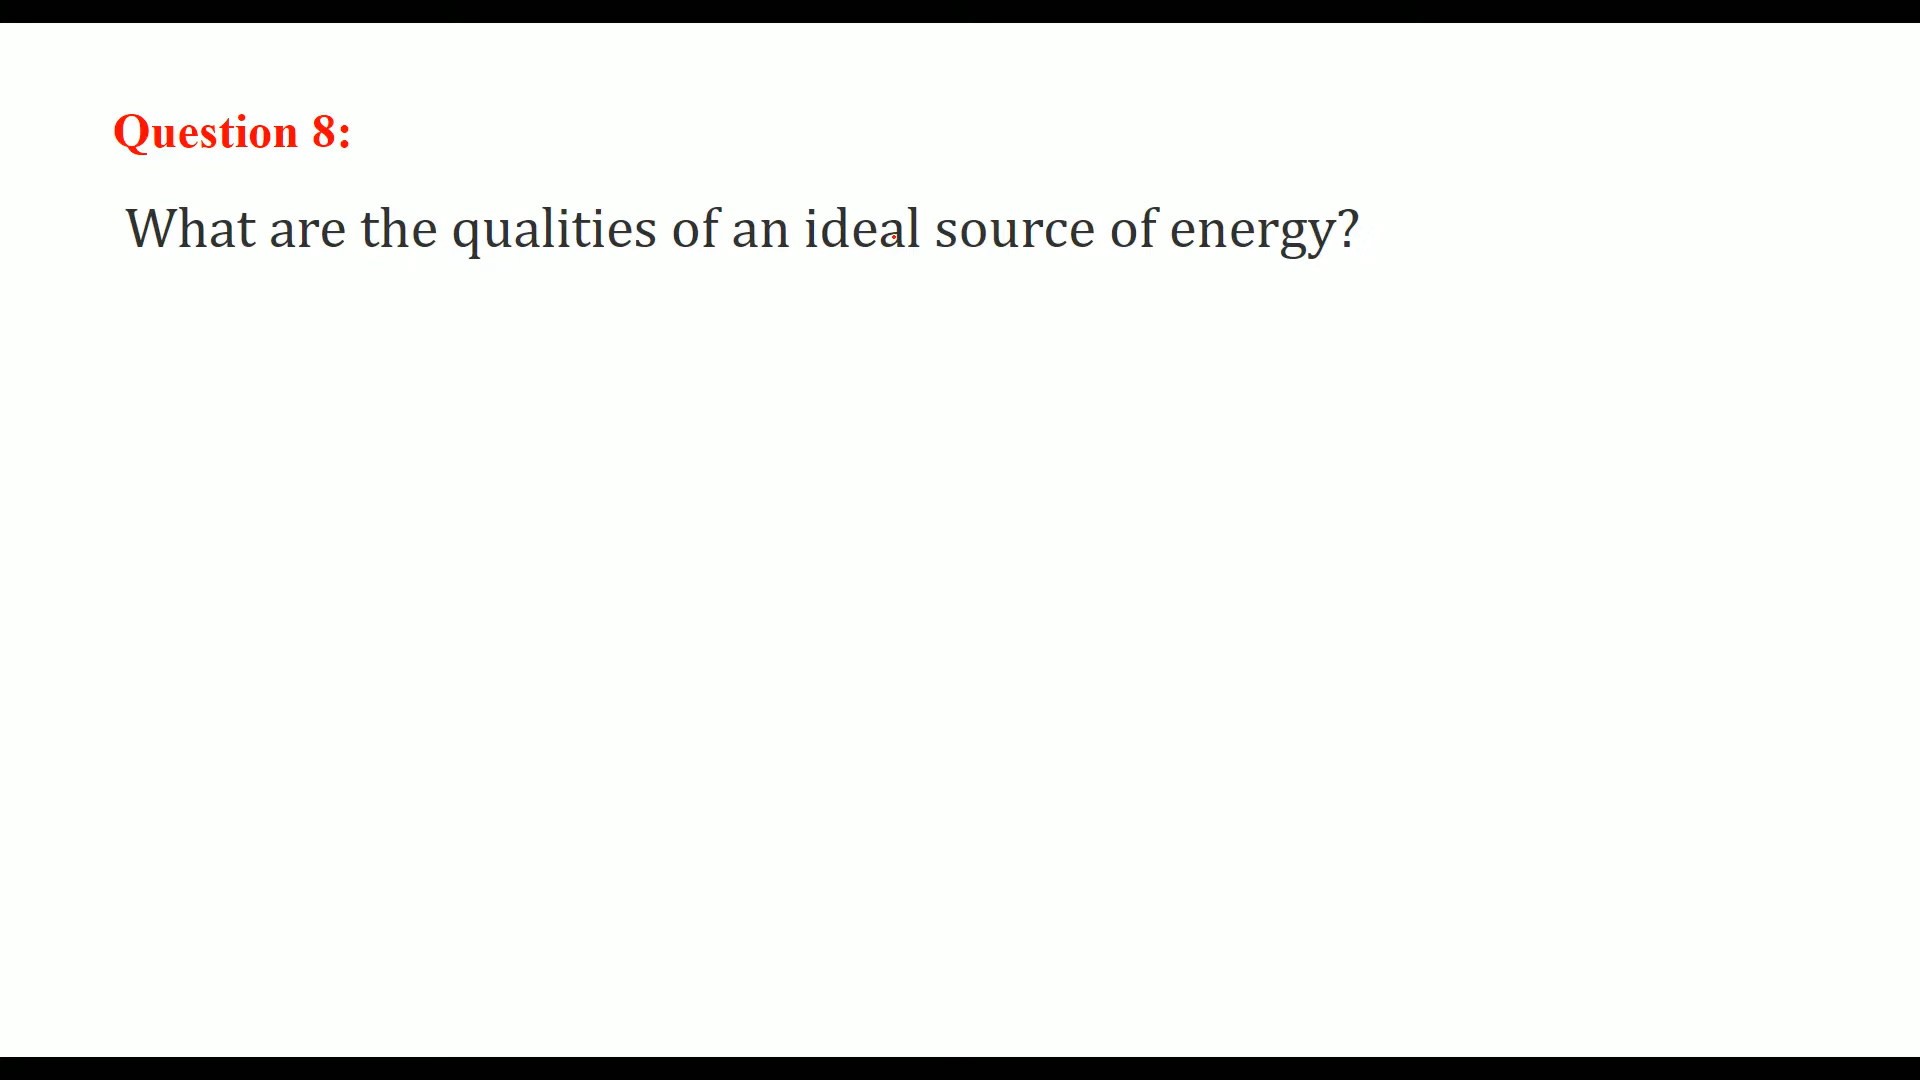 Question 8:
What are the qualities of an ideal source of energy?